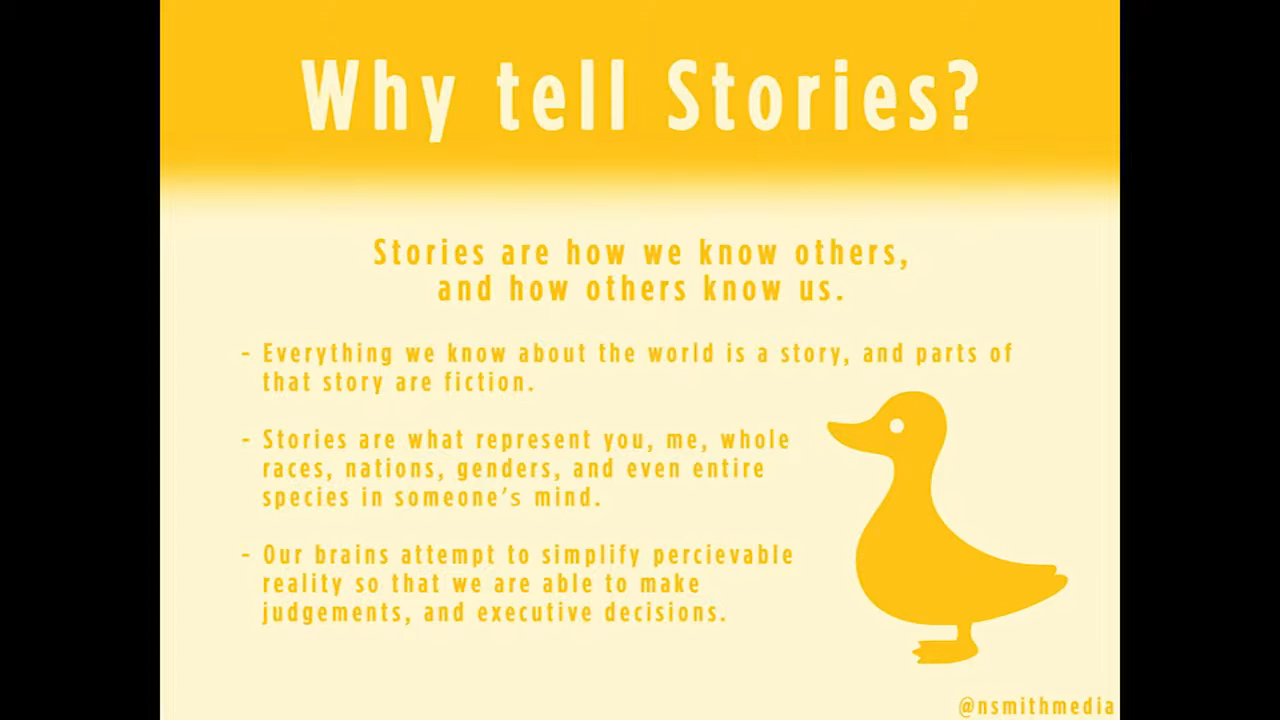 Why tell Stories?
Stories are how we know others,
and how others know us.
- Everything we know about the world is a story, and parts of
that story are fiction.
- Stories are what represent you, me, whole
races, nations, genders, and even entire
species in someone's mind.
- Our brains attempt to simplify percievable
reality so that we are able to make
judgements, and executive decisions.
@nsmithmedia